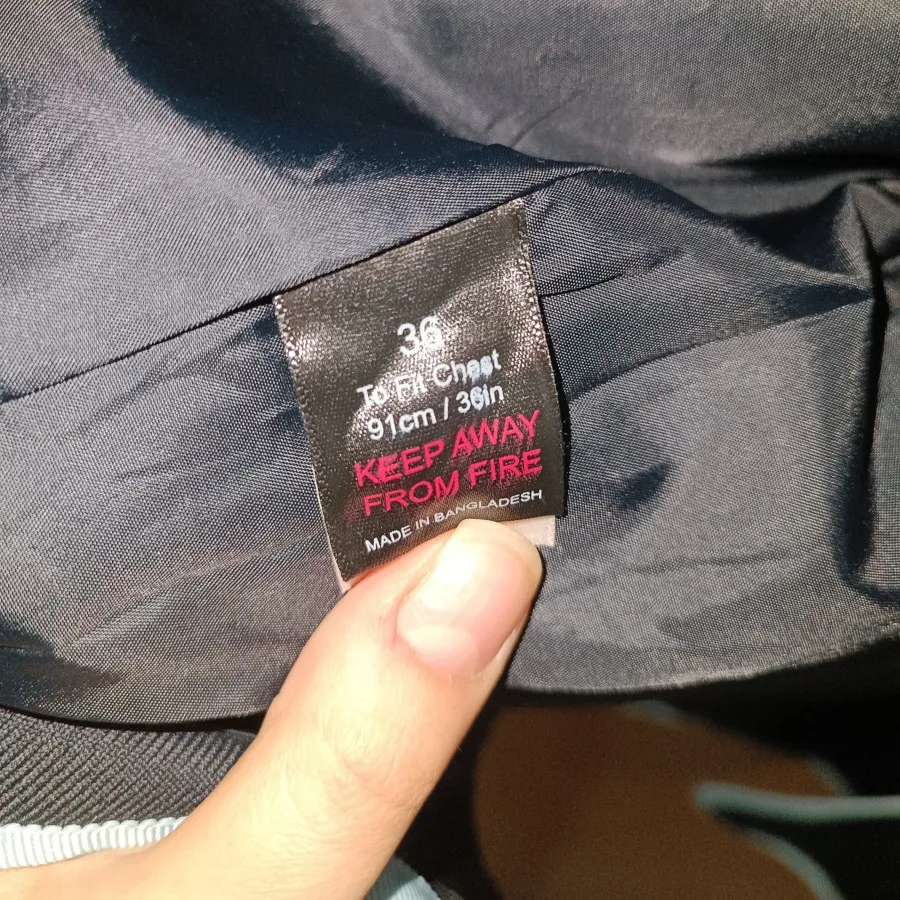 36
To Fit Chest
91cm / 36in
KEEP AWAY
FROM FIRE
MADE IN BANGLADESH